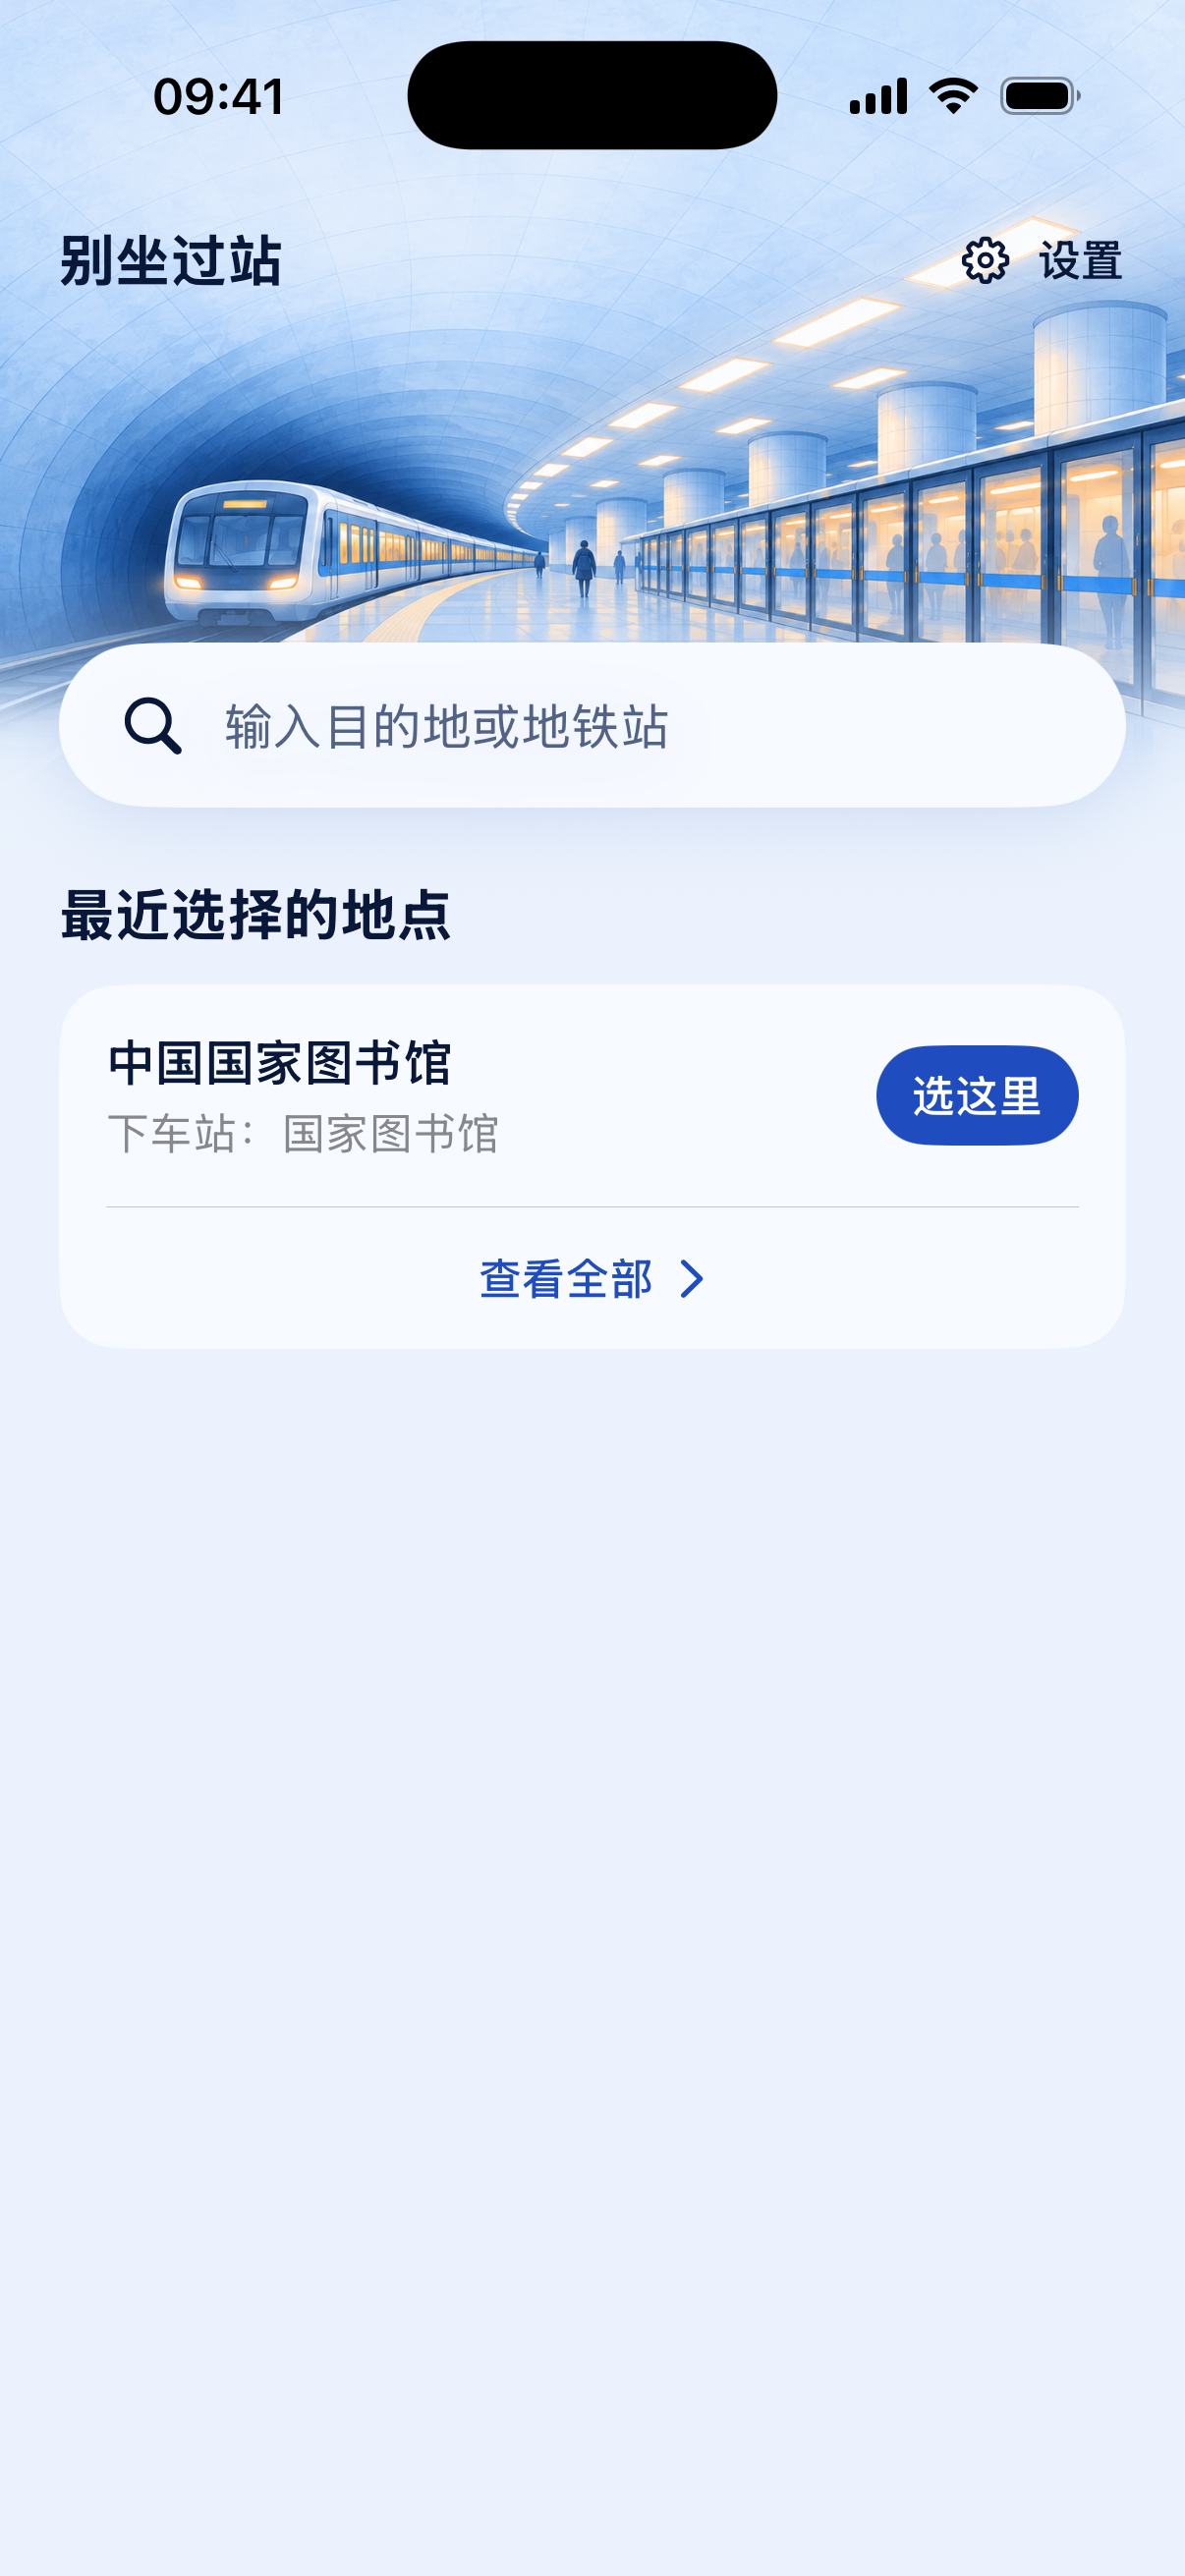 09:41
别坐过站
设置
输入目的地或地铁站
最近选择的地点
中国国家图书馆
下车站：国家图书馆
选这里
查看全部